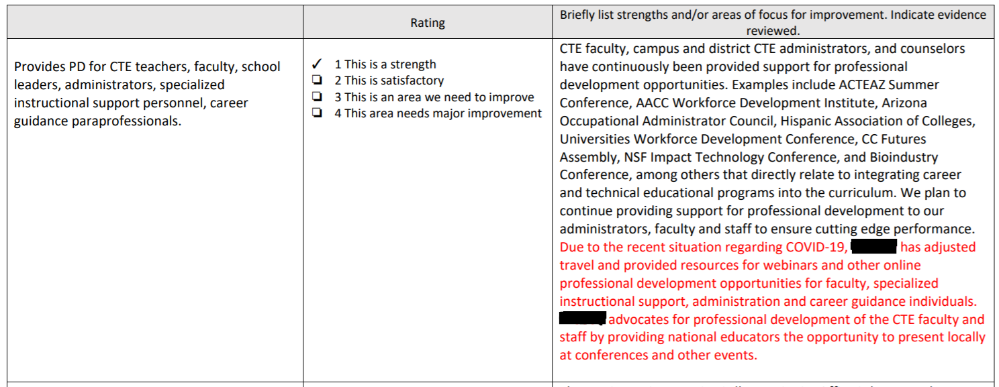 Rating
Briefly list strengths and/or areas of focus for improvement. Indicate evidence
reviewed.
Provides PD for CTE teachers, faculty, school
leaders, administrators, specialized
instructional support personnel, career
guidance paraprofessionals.
✓ 1 This is a strength
❏ 2 This is satisfactory
❏ 3 This is an area we need to improve
❏ 4 This area needs major improvement
CTE faculty, campus and district CTE administrators, and counselors
have continuously been provided support for professional
development opportunities. Examples include ACTEAZ Summer
Conference, AACC Workforce Development Institute, Arizona
Occupational Administrator Council, Hispanic Association of Colleges,
Universities Workforce Development Conference, CC Futures
Assembly, NSF Impact Technology Conference, and Bioindustry
Conference, among others that directly relate to integrating career
and technical educational programs into the curriculum. We plan to
continue providing support for professional development to our
administrators, faculty and staff to ensure cutting edge performance.
Due to the recent situation regarding COVID-19, has adjusted
travel and provided resources for webinars and other online
professional development opportunities for faculty, specialized
instructional support, administration and career guidance individuals.
advocates for professional development of the CTE faculty and
staff by providing national educators the opportunity to present locally
at conferences and other events.